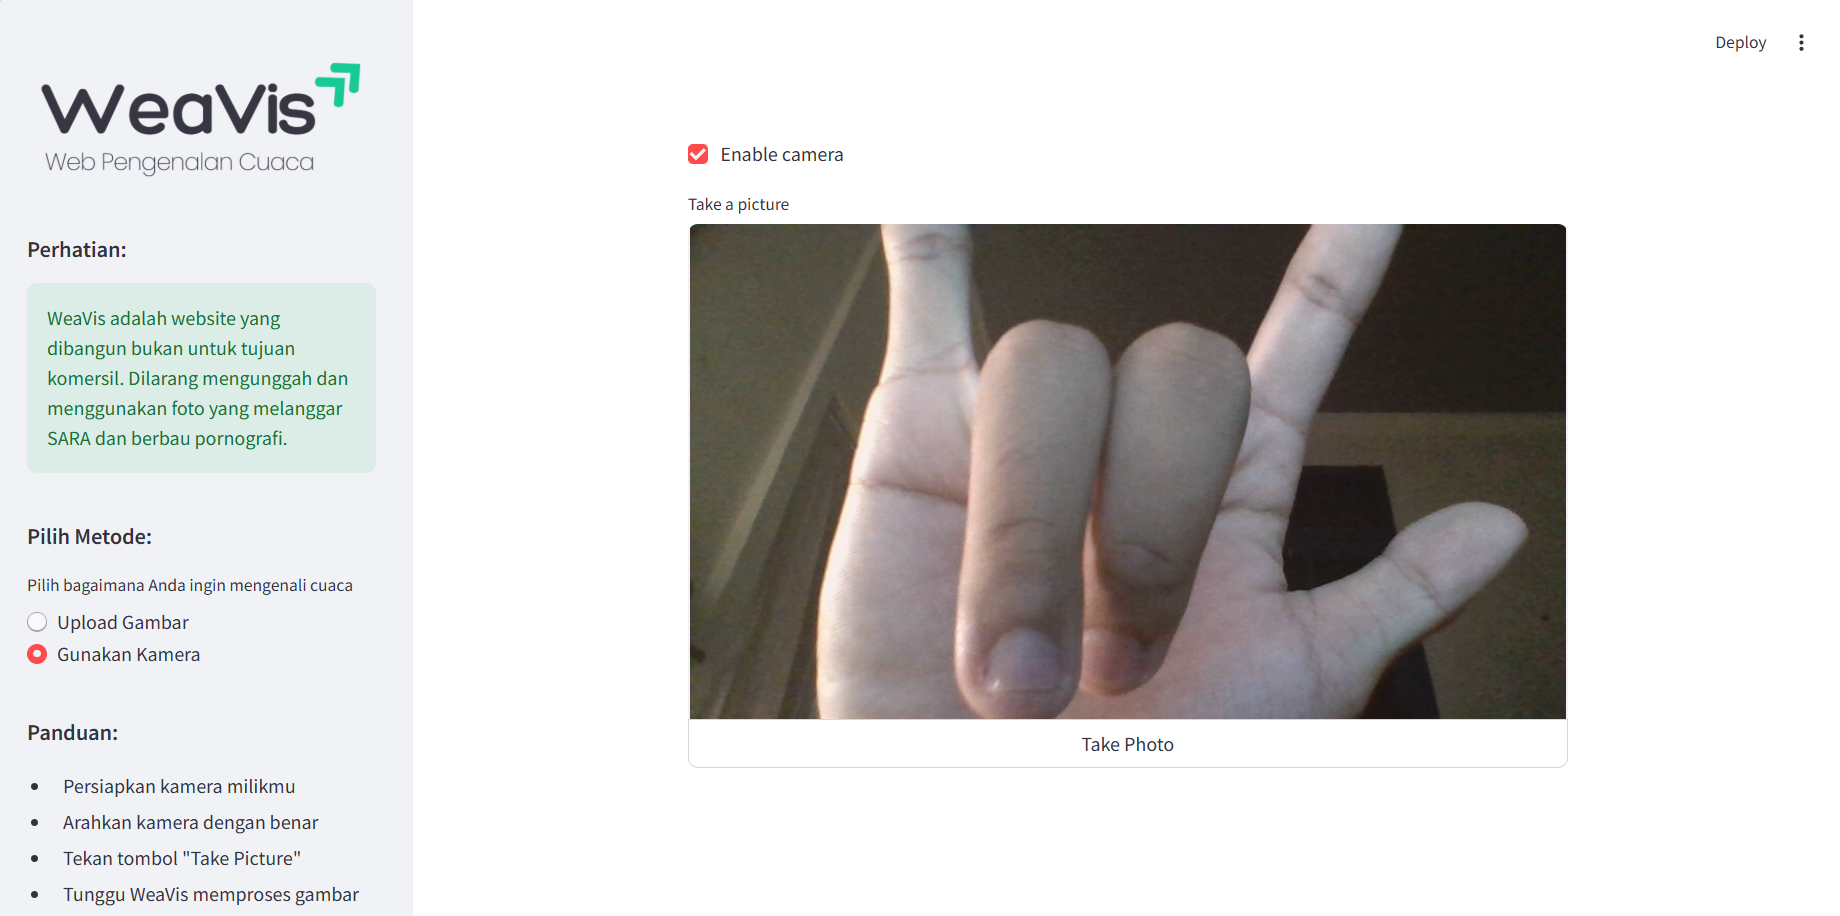 WeaVis
Web Pengenalan Cuaca
Perhatian:
WeaVis adalah website yang
dibangun bukan untuk tujuan
komersil. Dilarang mengunggah dan
menggunakan foto yang melanggar
SARA dan berbau pornografi.
Pilih Metode:
Pilih bagaimana Anda ingin mengenali cuaca
Upload Gambar
Gunakan Kamera
Panduan:
Persiapkan kamera milikmu
Arahkan kamera dengan benar
Tekan tombol "Take Picture"
Tunggu WeaVis memproses gambar
Deploy
Enable camera
Take a picture
Take Photo